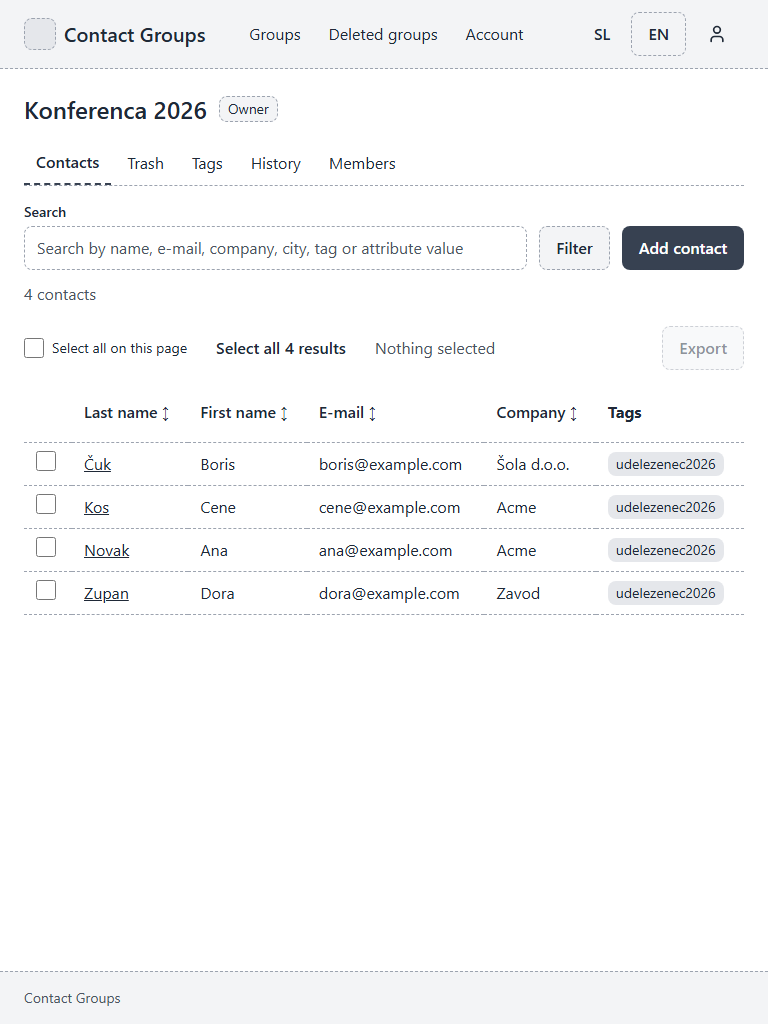 Contact Groups Groups Deleted groups Account SL EN
Konferenca 2026 Owner
Contacts Trash Tags History Members
Search
Search by name, e-mail, company, city, tag or attribute value Filter Add contact
4 contacts
Select all on this page Select all 4 results Nothing selected Export
Last name ↕ First name ↕ E-mail ↕ Company ↕ Tags
Čuk Boris boris@example.com Šola d.o.o. udelezenec2026
Kos Cene cene@example.com Acme udelezenec2026
Novak Ana ana@example.com Acme udelezenec2026
Zupan Dora dora@example.com Zavod udelezenec2026
Contact Groups